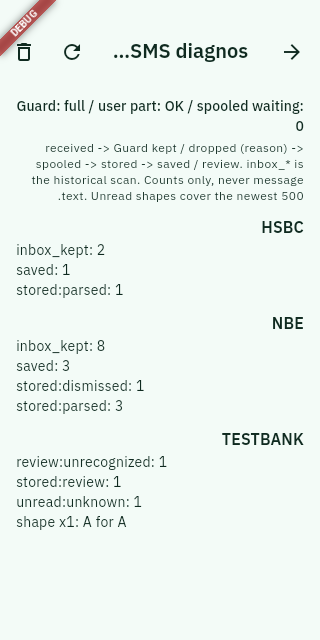 DEBUG
...SMS diagnos
Guard: full / user part: OK / spooled waiting:
0
received -> Guard kept / dropped (reason) ->
spooled -> stored -> saved / review. inbox_* is
the historical scan. Counts only, never message
.text. Unread shapes cover the newest 500
HSBC
inbox_kept: 2
saved: 1
stored:parsed: 1
NBE
inbox_kept: 8
saved: 3
stored:dismissed: 1
stored:parsed: 3
TESTBANK
review:unrecognized: 1
stored:review: 1
unread:unknown: 1
shape x1: A for A